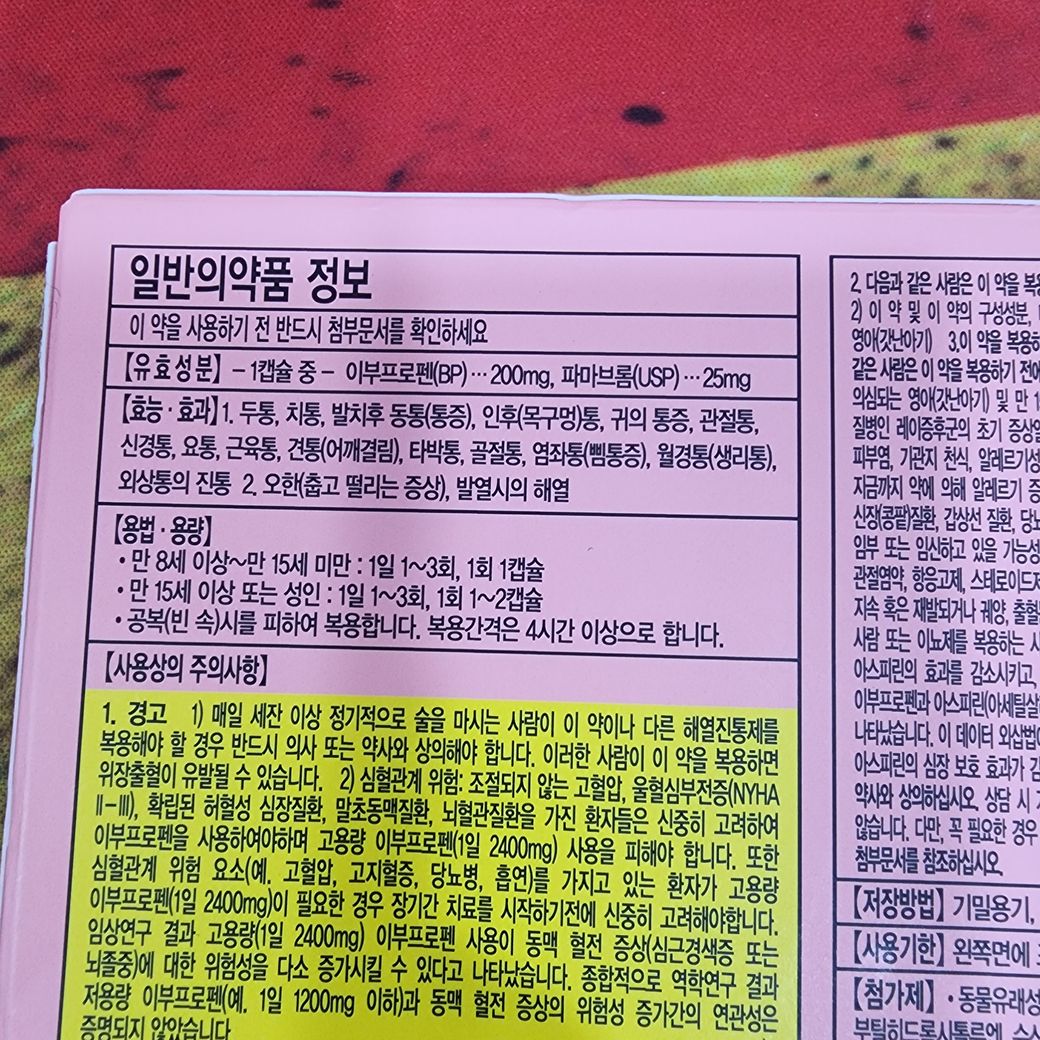 일반의약품 정보
이 약을 사용하기 전 반드시 첨부문서를 확인하세요
【유효성분】 - 1캡슐 중 - 이부프로펜(BP) … 200mg, 파마브롬(USP) … 25mg
【효능·효과】 1. 두통, 치통, 발치후 동통(통증), 인후(목구멍)통, 귀의 통증, 관절통,
신경통, 요통, 근육통, 견통(어깨결림), 타박통, 골절통, 염좌통(삠통증), 월경통(생리통),
외상통의 진통 2. 오한(춥고 떨리는 증상), 발열시의 해열
【용법·용량】
• 만 8세 이상~만 15세 미만 : 1일 1~3회, 1회 1캡슐
• 만 15세 이상 또는 성인 : 1일 1~3회, 1회 1~2캡슐
• 공복(빈 속)시를 피하여 복용합니다. 복용간격은 4시간 이상으로 합니다.
【사용상의 주의사항】
1. 경고 1) 매일 세잔 이상 정기적으로 술을 마시는 사람이 이 약이나 다른 해열진통제를
복용해야 할 경우 반드시 의사 또는 약사와 상의해야 합니다. 이러한 사람이 이 약을 복용하면
위장출혈이 유발될 수 있습니다. 2) 심혈관계 위험: 조절되지 않는 고혈압, 울혈심부전증(NYHA
II-III), 확립된 허혈성 심장질환, 말초동맥질환, 뇌혈관질환을 가진 환자들은 신중히 고려하여
이부프로펜을 사용하여야하며 고용량 이부프로펜(1일 2400mg) 사용을 피해야 합니다. 또한
심혈관계 위험 요소(예. 고혈압, 고지혈증, 당뇨병, 흡연)를 가지고 있는 환자가 고용량
이부프로펜(1일 2400mg)이 필요한 경우 장기간 치료를 시작하기전에 신중히 고려해야합니다.
임상연구 결과 고용량(1일 2400mg) 이부프로펜 사용이 동맥 혈전 증상(심근경색증 또는
뇌졸중)에 대한 위험성을 다소 증가시킬 수 있다고 나타났습니다. 종합적으로 역학연구 결과
저용량 이부프로펜(예. 1일 1200mg 이하)과 동맥 혈전 증상의 위험성 증가간의 연관성은
증명되지 않았습니다.
2. 다음과 같은 사람은 이 약을 복용
2) 이 약 및 이 약의 구성성분,
영아(갓난아기) 3.이 약을 복용하
같은 사람은 이 약을 복용하기 전에
의심되는 영아(갓난아기) 및 만 1
질병인 레이증후군의 초기 증상일
피부염, 기관지 천식, 알레르기성
지금까지 약에 의해 알레르기 증
신장(콩팥)질환, 갑상선 질환, 당뇨
임부 또는 임신하고 있을 가능성
관절염약, 항응고제, 스테로이드제
지속 혹은 재발되거나 궤양, 출혈
사람 또는 이뇨제를 복용하는 사
아스피린의 효과를 감소시키고,
이부프로펜과 아스피린(아세틸살
나타났습니다. 이 데이터 외삽법
아스피린의 심장 보호 효과가 감
약사와 상의하십시오. 상담 시
않습니다. 다만, 꼭 필요한 경우
첨부문서를 참조하십시오.
【저장방법】 기밀용기,
【사용기한】 왼쪽면에
【첨가제】 • 동물유래성